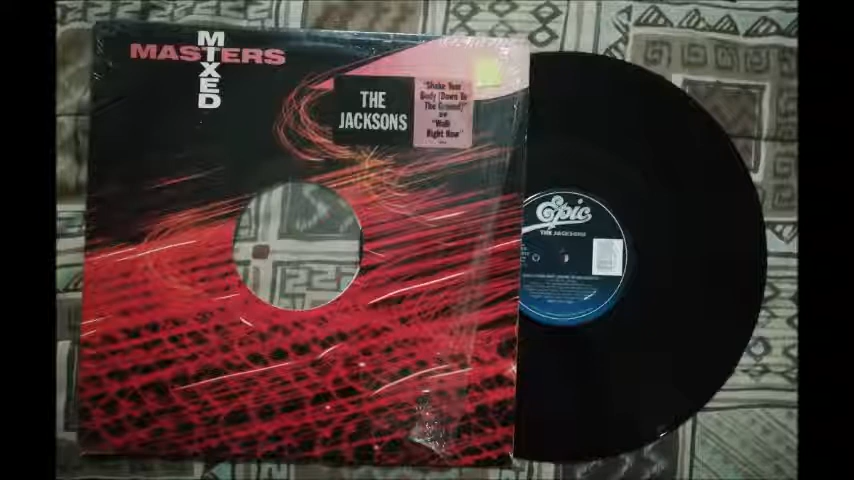 MIXED
MASTERS
THE
JACKSONS
"Shake Your
Body (Down To
The Ground)"
"Walk
Right Now"
Epic
THE JACKSONS